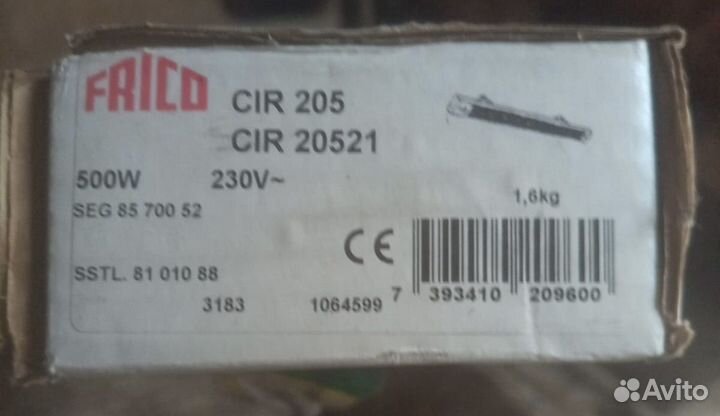 FRICO
CIR 205
CIR 20521
500W 230V~
1,6kg
SEG 85 700 52
CE
SSTL. 81 010 88
3183 1064599
7 393410 209600
Avito